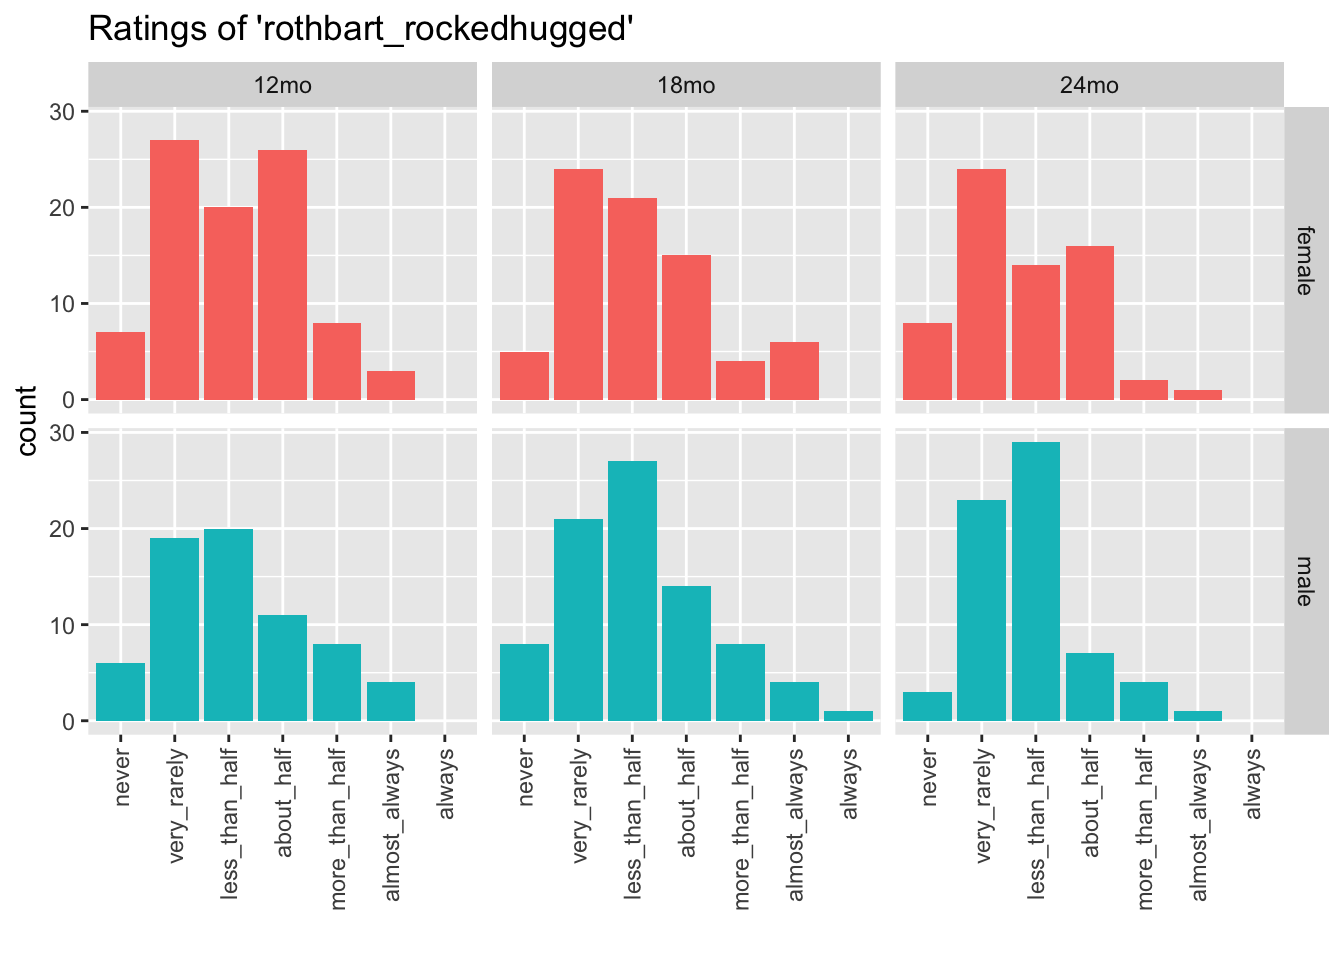 Ratings of 'rothbart_rockedhugged'
12mo 18mo 24mo
30
20
10
0
female
count
30
20
10
0
male
never very_rarely less_than_half about_half more_than_half almost_always always never very_rarely less_than_half about_half more_than_half almost_always always never very_rarely less_than_half about_half more_than_half almost_always always